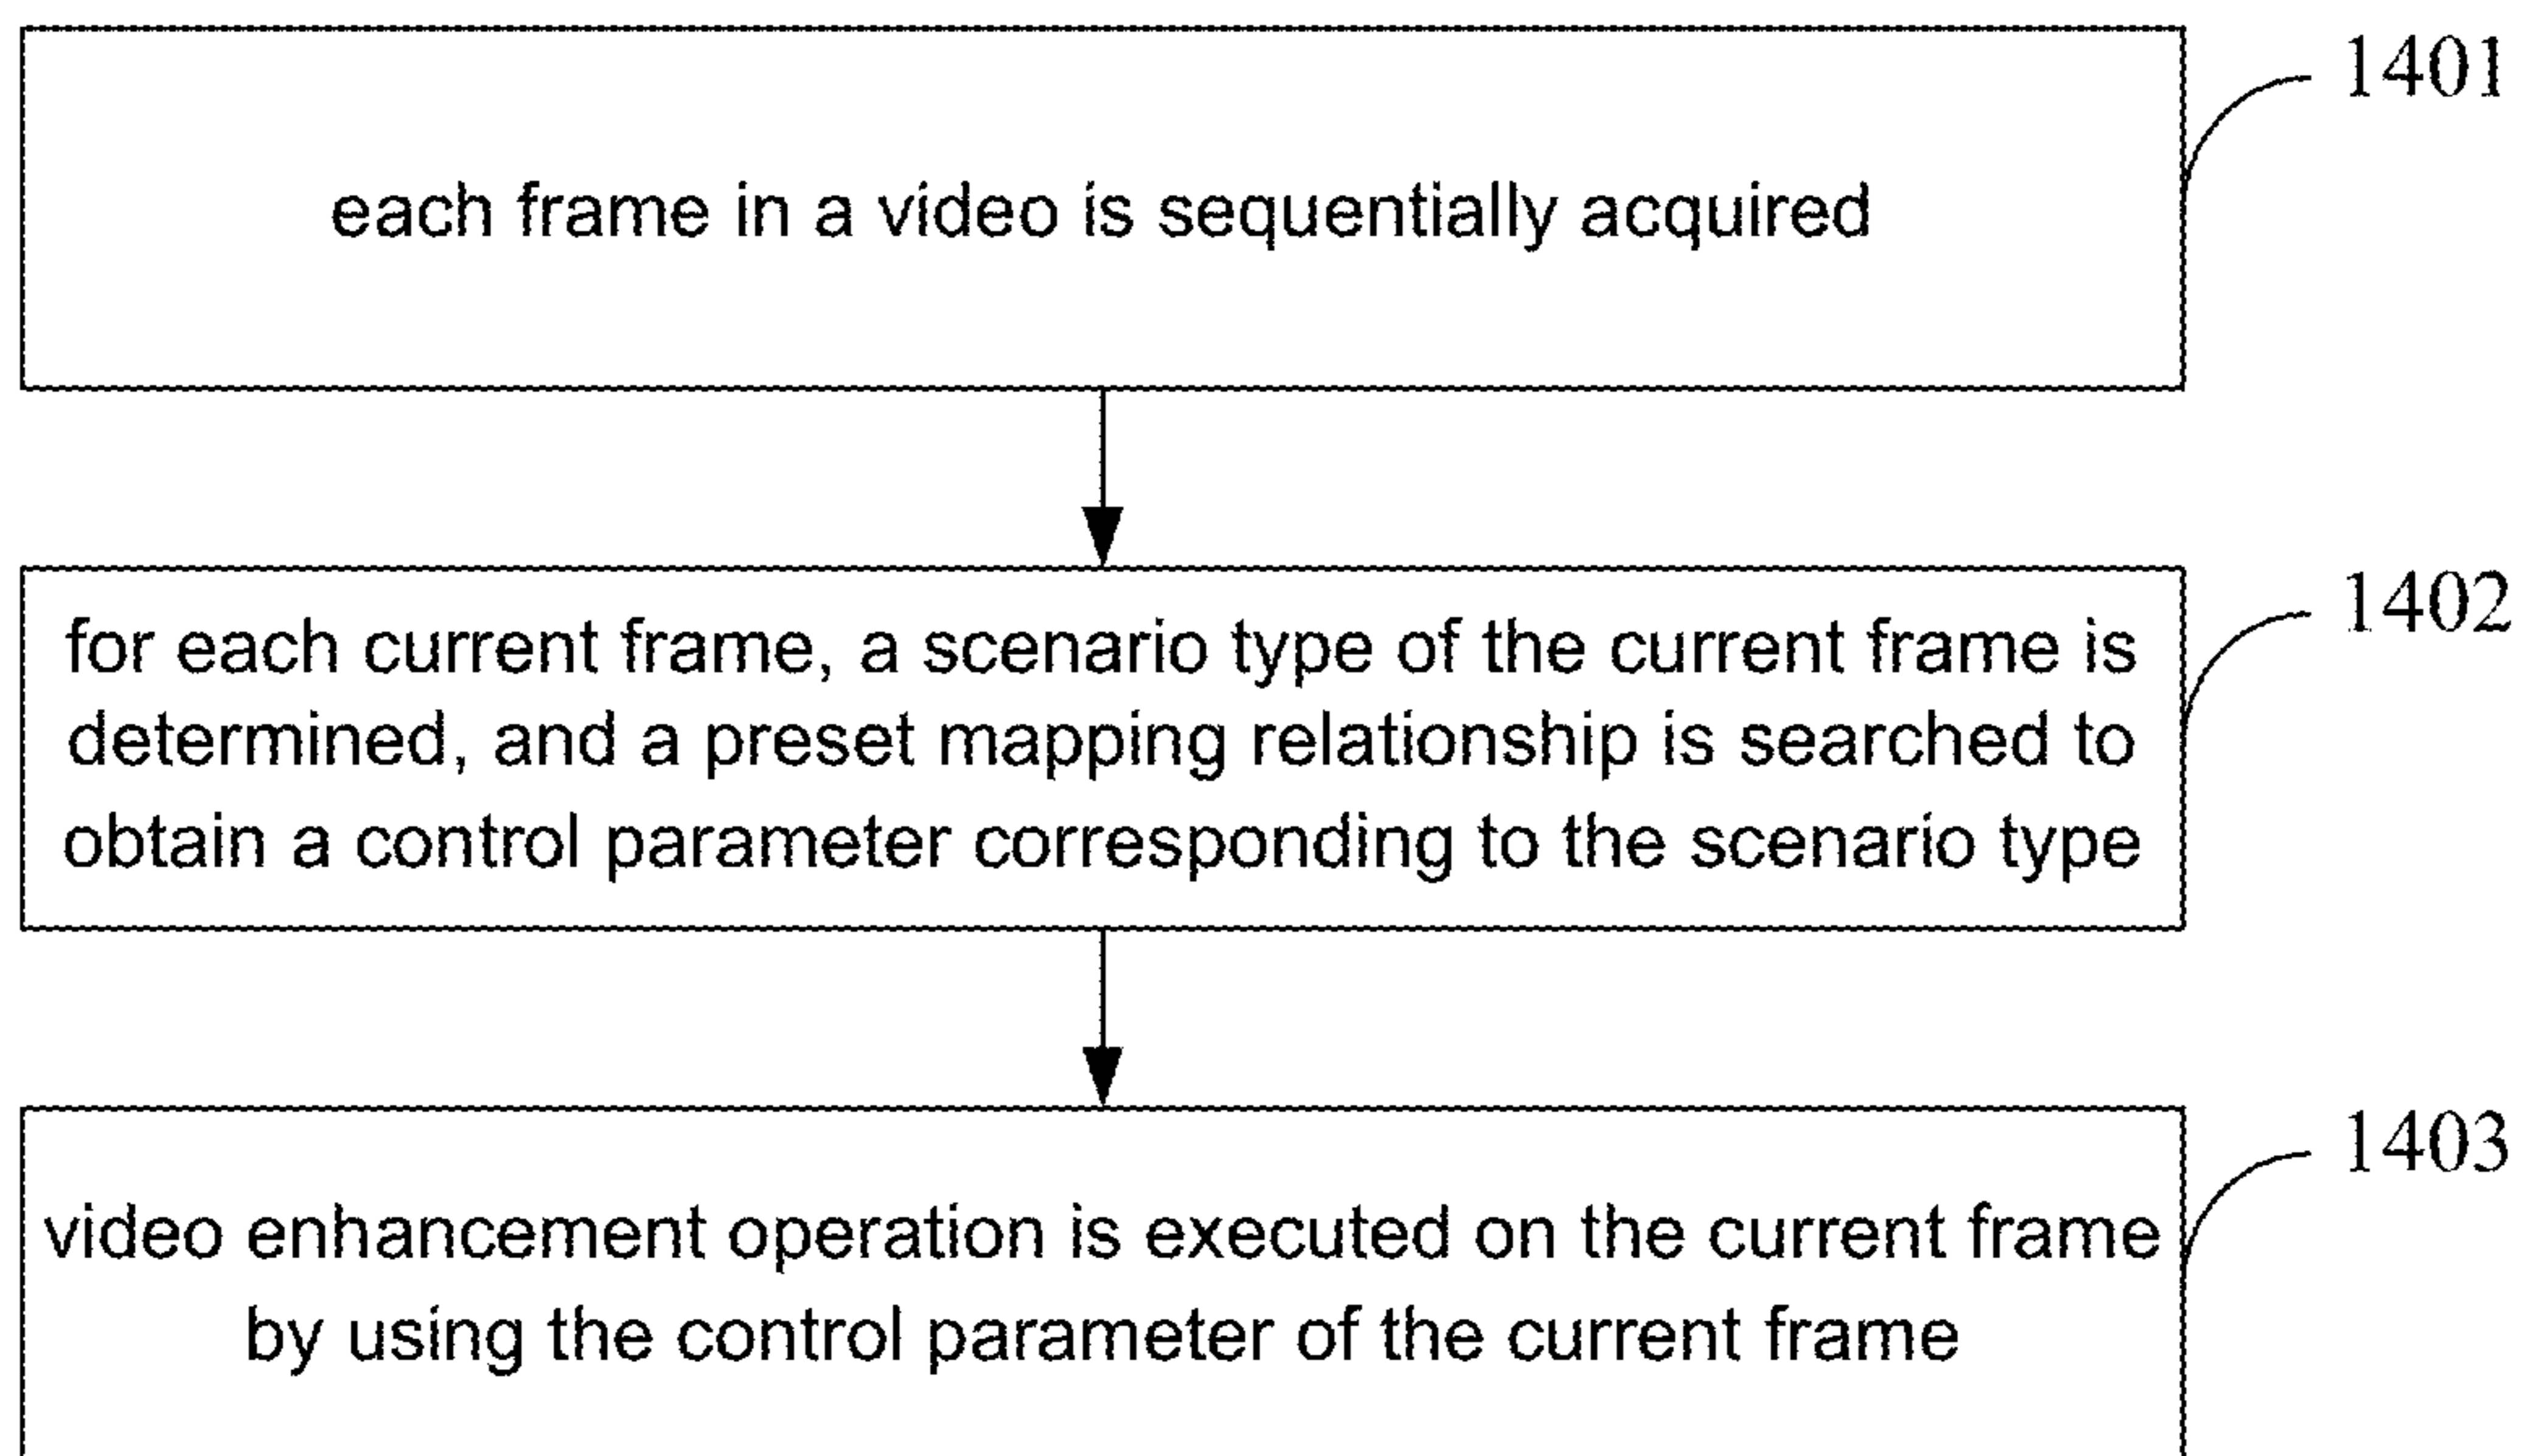 1401
each frame in a video is sequentially acquired
1402
for each current frame, a scenario type of the current frame is
determined, and a preset mapping relationship is searched to
obtain a control parameter corresponding to the scenario type
1403
video enhancement operation is executed on the current frame
by using the control parameter of the current frame